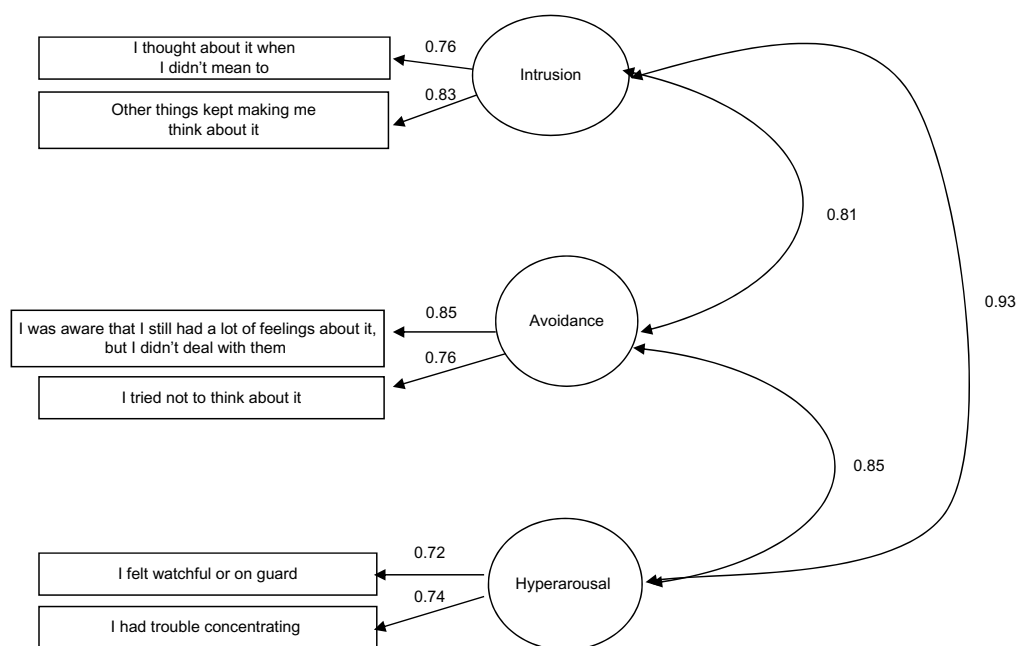 I thought about it when
I didn't mean to
0.76
Intrusion
Other things kept making me
think about it
0.83
0.81
0.93
I was aware that I still had a lot of feelings about it,
but I didn't deal with them
0.85
Avoidance
I tried not to think about it
0.76
0.85
I felt watchful or on guard
0.72
Hyperarousal
I had trouble concentrating
0.74